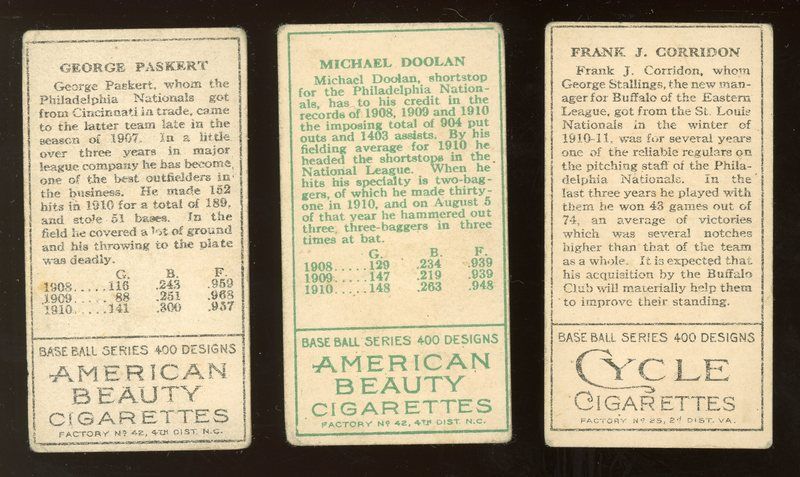 GEORGE PASKERT
George Paskert, whom the
Philadelphia Nationals got
from Cincinnati in trade, came
to the latter team late in the
season of 1907. In a little
over three years in major
league company he has become
one of the best outfielders in
the business. He made 152
hits in 1910 for a total of 189,
and stole 51 bases. In the
field he covered a lot of ground
and his throwing to the plate
was deadly.
G. B. F.
1908.....116 .243 .959
1909..... 88 .251 .968
1910.....141 .300 .957
BASE BALL SERIES 400 DESIGNS
AMERICAN
BEAUTY
CIGARETTES
FACTORY No 42, 4TH DIST. N.C.
MICHAEL DOOLAN
Michael Doolan, shortstop
for the Philadelphia Nation-
als, has to his credit in the
records of 1908, 1909 and 1910
the imposing total of 904 put
outs and 1403 assists. By his
fielding average for 1910 he
headed the shortstops in the
National League. When he
hits his specialty is two-bag-
gers, of which he made thirty-
one in 1910, and on August 5
of that year he hammered out
three, three-baggers in three
times at bat.
G. B. F.
1908......129 .234 .939
1909......147 .219 .939
1910......148 .263 .948
BASE BALL SERIES 400 DESIGNS
AMERICAN
BEAUTY
CIGARETTES
FACTORY No 42, 4TH DIST. N.C.
FRANK J. CORRIDON
Frank J. Corridon, whom
George Stallings, the new man-
ager for Buffalo of the Eastern
League, got from the St. Louis
Nationals in the winter of
1910-11, was for several years
one of the reliable regulars on
the pitching staff of the Phila-
delphia Nationals. In the
last three years he played with
them he won 43 games out of
74, an average of victories
which was several notches
higher than that of the team
as a whole. It is expected that
his acquisition by the Buffalo
Club will materially help them
to improve their standing.
BASE BALL SERIES 400 DESIGNS
CYCLE
CIGARETTES
FACTORY No 25, 2D DIST. VA.